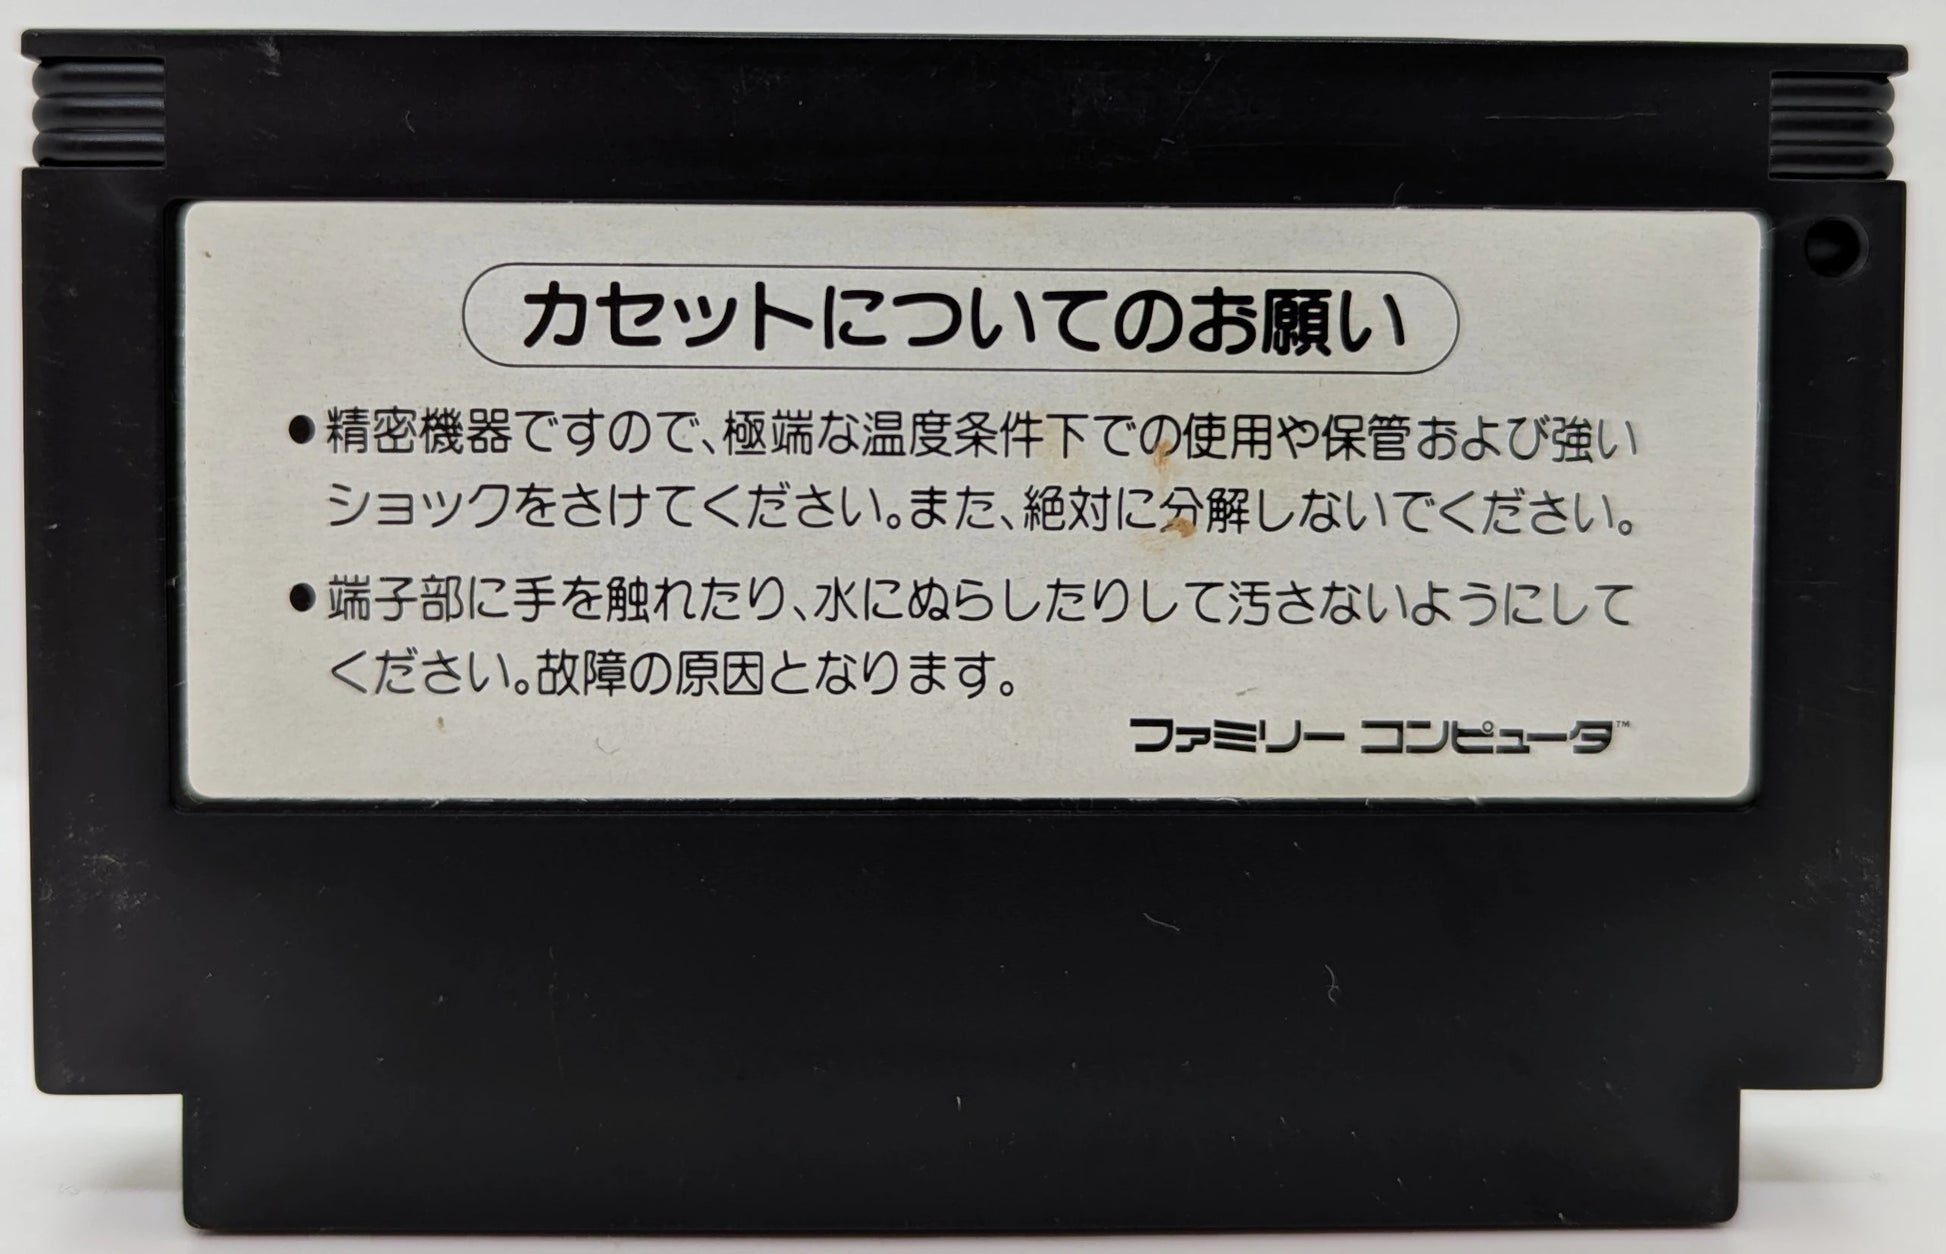 カセットについてのお願い
●精密機器ですので、極端な温度条件下での使用や保管および強い
ショックをさけてください。また、絶対に分解しないでください。
●端子部に手を触れたり、水にぬらしたりして汚さないようにして
ください。故障の原因となります。
ファミリー コンピュータ™